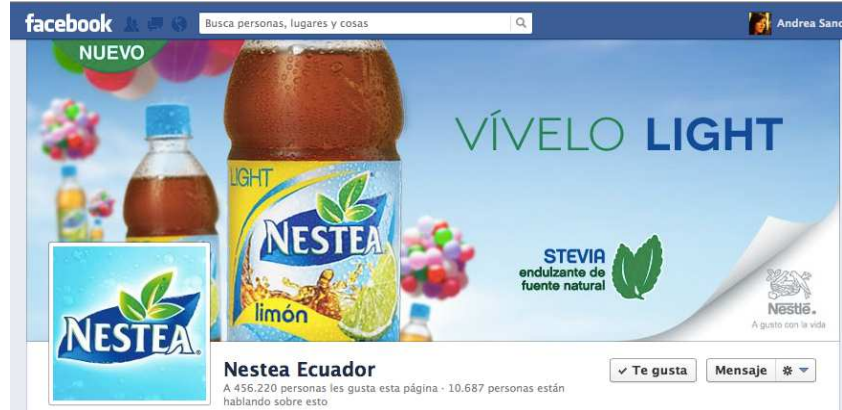 facebook
Busca personas, lugares y cosas
Andrea Sanc
NUEVO
VÍVELO LIGHT
LIGHT
NESTEA
limón
STEVIA
endulzante de
fuente natural
Nestlé.
A gusto con la vida
NESTEA
Nestea Ecuador
✓ Te gusta
Mensaje
A 456.220 personas les gusta esta página · 10.687 personas están
hablando sobre esto